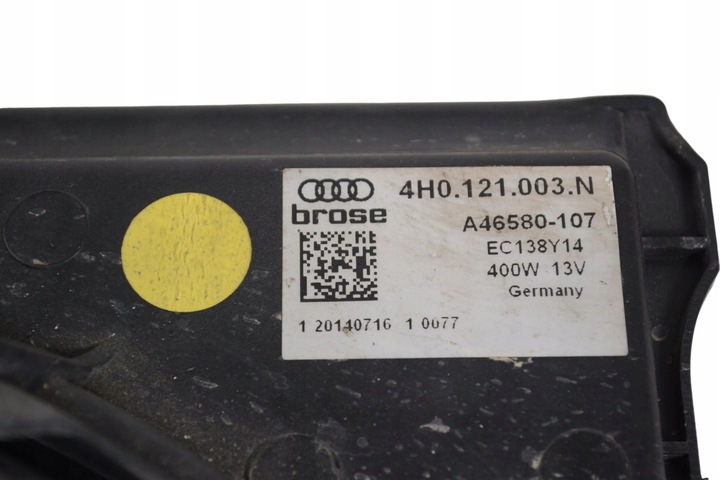 4H0.121.003.N
brose
A46580-107
EC138Y14
400W 13V
Germany
1 20140716 1 0077